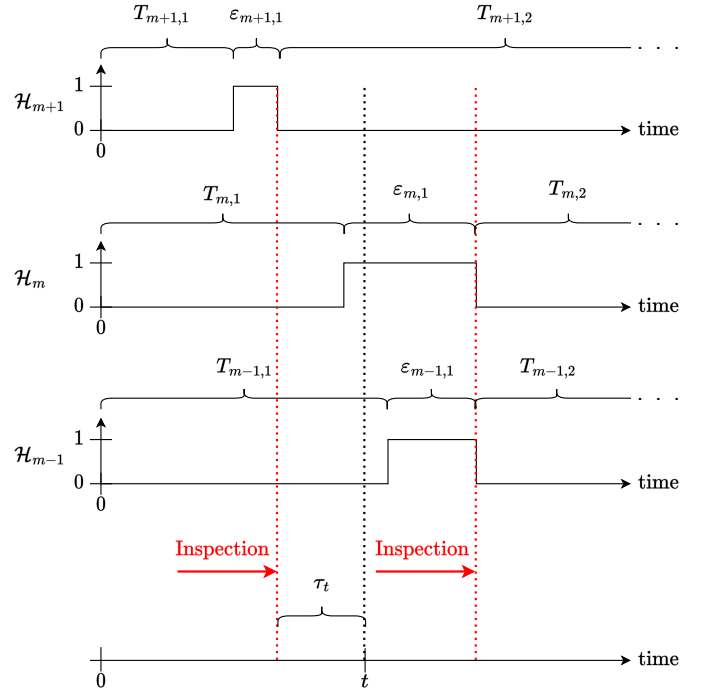 T_{m+1,1} ε_{m+1,1} T_{m+1,2}
. . .
1
ℋ_{m+1}
0 time
0
T_{m,1} ε_{m,1} T_{m,2}
. . .
1
ℋ_m
0 time
0
T_{m-1,1} ε_{m-1,1} T_{m-1,2}
. . .
1
ℋ_{m-1}
0 time
0
Inspection Inspection
τ_t
time
0 t